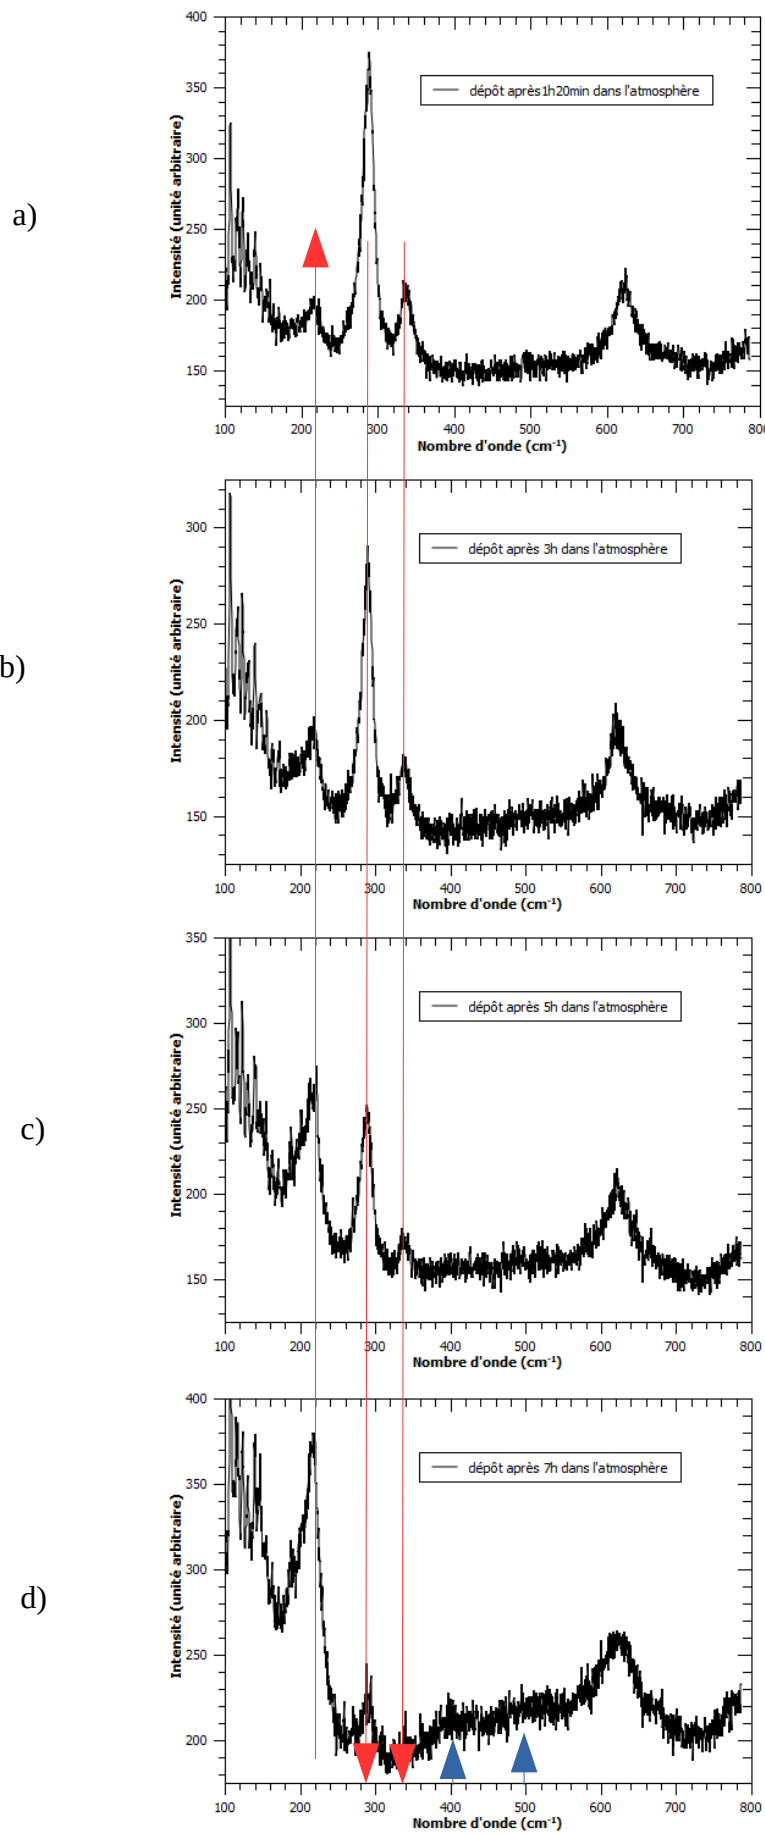 a)
400
350
300
250
200
150
Intensité (unité arbitraire)
dépôt après1h20min dans l'atmosphère
100 200 300 400 500 600 700 800
Nombre d'onde (cm⁻¹)
b)
300
250
200
150
Intensité (unité arbitraire)
dépôt après 3h dans l'atmosphère
100 200 300 400 500 600 700 800
Nombre d'onde (cm⁻¹)
c)
350
300
250
200
150
Intensité (unité arbitraire)
dépôt après 5h dans l'atmosphère
100 200 300 400 500 600 700 800
Nombre d'onde (cm⁻¹)
d)
400
350
300
250
200
Intensité (unité arbitraire)
dépôt après 7h dans l'atmosphère
100 200 300 400 500 600 700 800
Nombre d'onde (cm⁻¹)